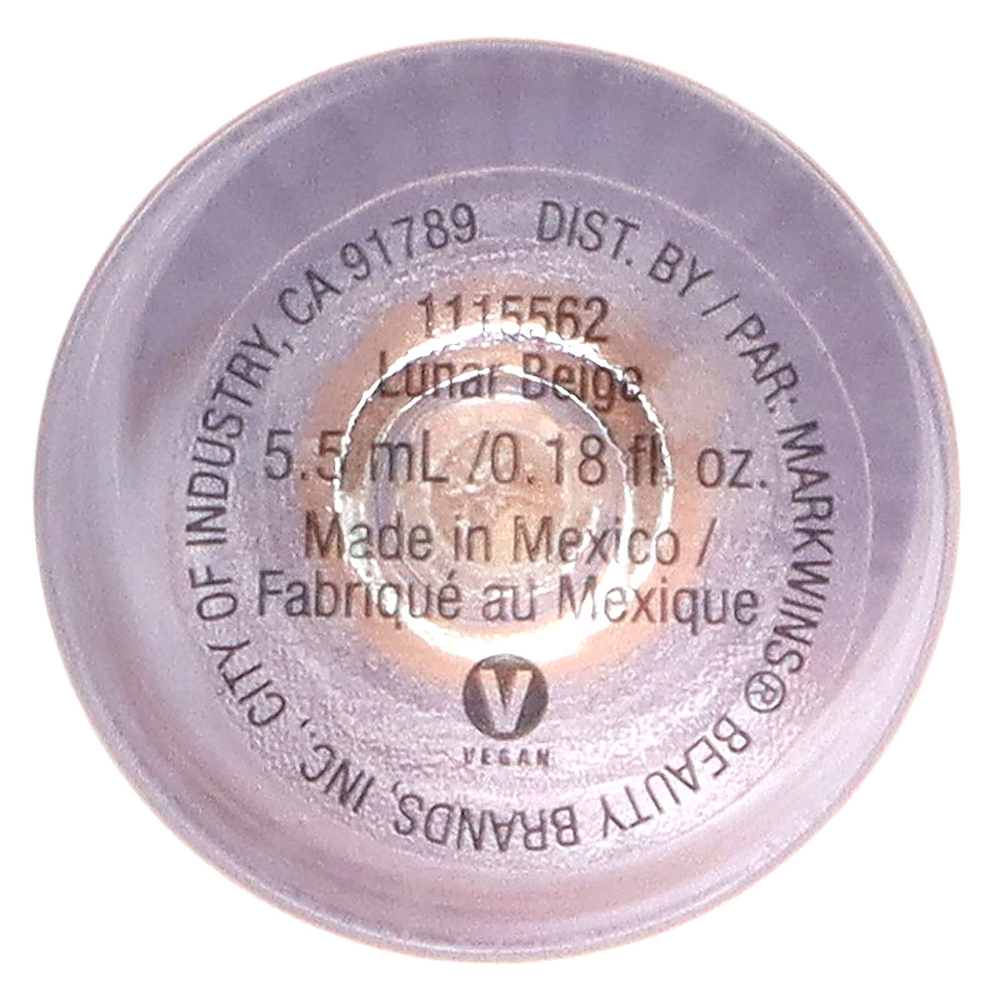 DIST. BY / PAR: MARKWINS® BEAUTY BRANDS, INC., CITY OF INDUSTRY, CA 91789
1115562
Lunar Beige
5.5 mL /0.18 fl. oz.
Made in Mexico /
Fabriqué au Mexique
V
VEGAN